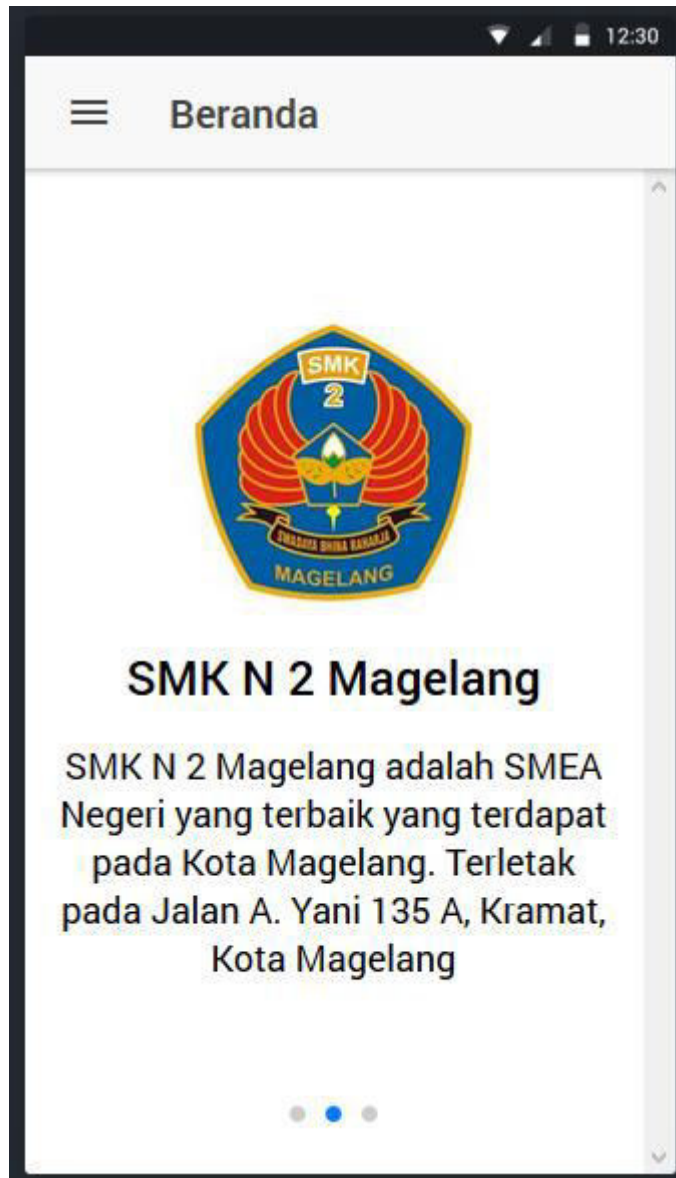 12:30
Beranda
SMK
2
SWADAYA BHINA RAHARJA
MAGELANG
SMK N 2 Magelang
SMK N 2 Magelang adalah SMEA
Negeri yang terbaik yang terdapat
pada Kota Magelang. Terletak
pada Jalan A. Yani 135 A, Kramat,
Kota Magelang